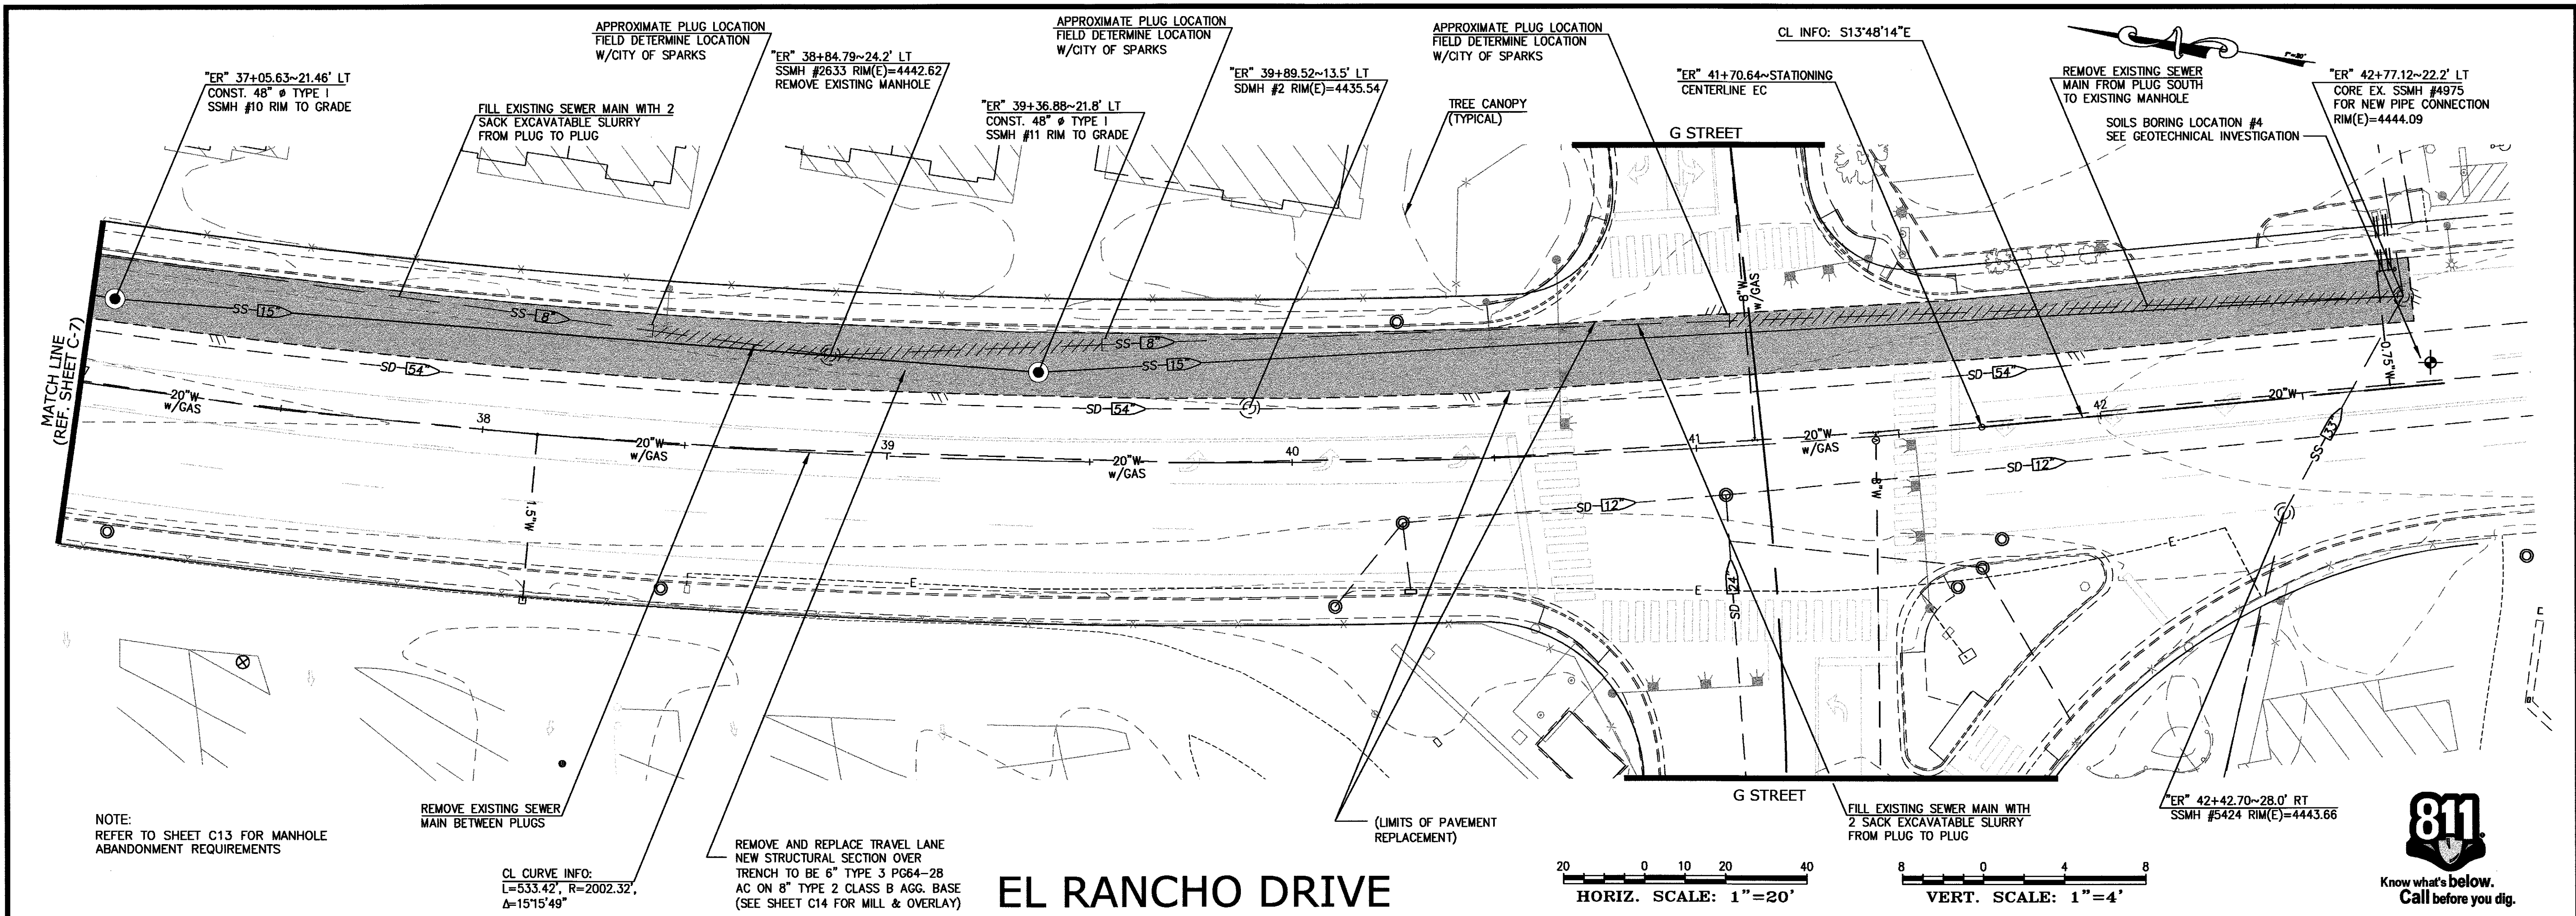 "ER" 37+05.63~21.46' LT
CONST. 48" ø TYPE I
SSMH #10 RIM TO GRADE
APPROXIMATE PLUG LOCATION
FIELD DETERMINE LOCATION
W/CITY OF SPARKS
FILL EXISTING SEWER MAIN WITH 2
SACK EXCAVATABLE SLURRY
FROM PLUG TO PLUG
"ER" 38+84.79~24.2' LT
SSMH #2633 RIM(E)=4442.62
REMOVE EXISTING MANHOLE
APPROXIMATE PLUG LOCATION
FIELD DETERMINE LOCATION
W/CITY OF SPARKS
"ER" 39+36.88~21.8' LT
CONST. 48" ø TYPE I
SSMH #11 RIM TO GRADE
"ER" 39+89.52~13.5' LT
SDMH #2 RIM(E)=4435.54
APPROXIMATE PLUG LOCATION
FIELD DETERMINE LOCATION
W/CITY OF SPARKS
TREE CANOPY
(TYPICAL)
CL INFO: S13°48'14"E
"ER" 41+70.64~STATIONING
CENTERLINE EC
1"=20'
REMOVE EXISTING SEWER
MAIN FROM PLUG SOUTH
TO EXISTING MANHOLE
SOILS BORING LOCATION #4
SEE GEOTECHNICAL INVESTIGATION
"ER" 42+77.12~22.2' LT
CORE EX. SSMH #4975
FOR NEW PIPE CONNECTION
RIM(E)=4444.09
G STREET
MATCH LINE
(REF. SHEET C-7)
SS 15"
SS 8"
SS 8"
SS 15"
8"W
w/GAS
SD 54"
SD 54"
SD 54"
0.75"W
20"W
w/GAS
38
20"W
w/GAS
39
20"W
w/GAS
40
41
20"W
w/GAS
42
20"W
1.5"W
8"W
SD 12"
SD 12"
SS 33"
SD 24"
E
E
E
NOTE:
REFER TO SHEET C13 FOR MANHOLE
ABANDONMENT REQUIREMENTS
REMOVE EXISTING SEWER
MAIN BETWEEN PLUGS
CL CURVE INFO:
L=533.42', R=2002.32',
Δ=15°15'49"
REMOVE AND REPLACE TRAVEL LANE
NEW STRUCTURAL SECTION OVER
TRENCH TO BE 6" TYPE 3 PG64-28
AC ON 8" TYPE 2 CLASS B AGG. BASE
(SEE SHEET C14 FOR MILL & OVERLAY)
EL RANCHO DRIVE
(LIMITS OF PAVEMENT
REPLACEMENT)
G STREET
FILL EXISTING SEWER MAIN WITH
2 SACK EXCAVATABLE SLURRY
FROM PLUG TO PLUG
"ER" 42+42.70~28.0' RT
SSMH #5424 RIM(E)=4443.66
20 0 10 20 40
HORIZ. SCALE: 1"=20'
8 0 4 8
VERT. SCALE: 1"=4'
811
Know what's below.
Call before you dig.